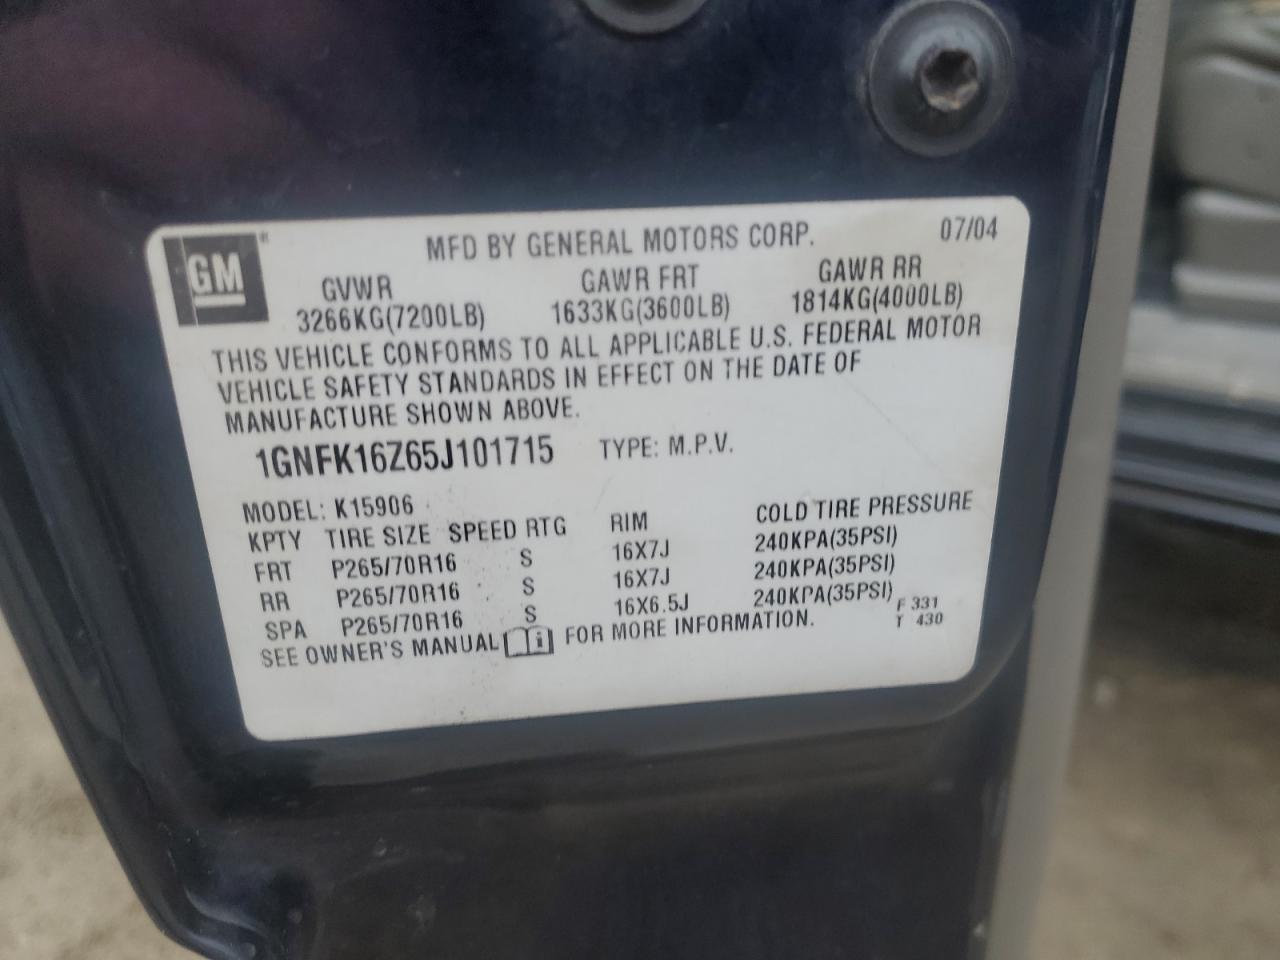 GM
MFD BY GENERAL MOTORS CORP. 07/04
GVWR GAWR FRT GAWR RR
3266KG(7200LB) 1633KG(3600LB) 1814KG(4000LB)
THIS VEHICLE CONFORMS TO ALL APPLICABLE U.S. FEDERAL MOTOR
VEHICLE SAFETY STANDARDS IN EFFECT ON THE DATE OF
MANUFACTURE SHOWN ABOVE.
1GNFK16Z65J101715 TYPE: M.P.V.
MODEL: K15906
KPTY TIRE SIZE SPEED RTG RIM COLD TIRE PRESSURE
FRT P265/70R16 S 16X7J 240KPA(35PSI)
RR P265/70R16 S 16X7J 240KPA(35PSI)
SPA P265/70R16 S 16X6.5J 240KPA(35PSI)
SEE OWNER'S MANUAL FOR MORE INFORMATION.
F 331
T 430